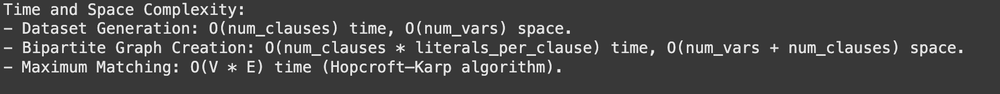 Time and Space Complexity:
- Dataset Generation: O(num_clauses) time, O(num_vars) space.
- Bipartite Graph Creation: O(num_clauses * literals_per_clause) time, O(num_vars + num_clauses) space.
- Maximum Matching: O(V * E) time (Hopcroft–Karp algorithm).